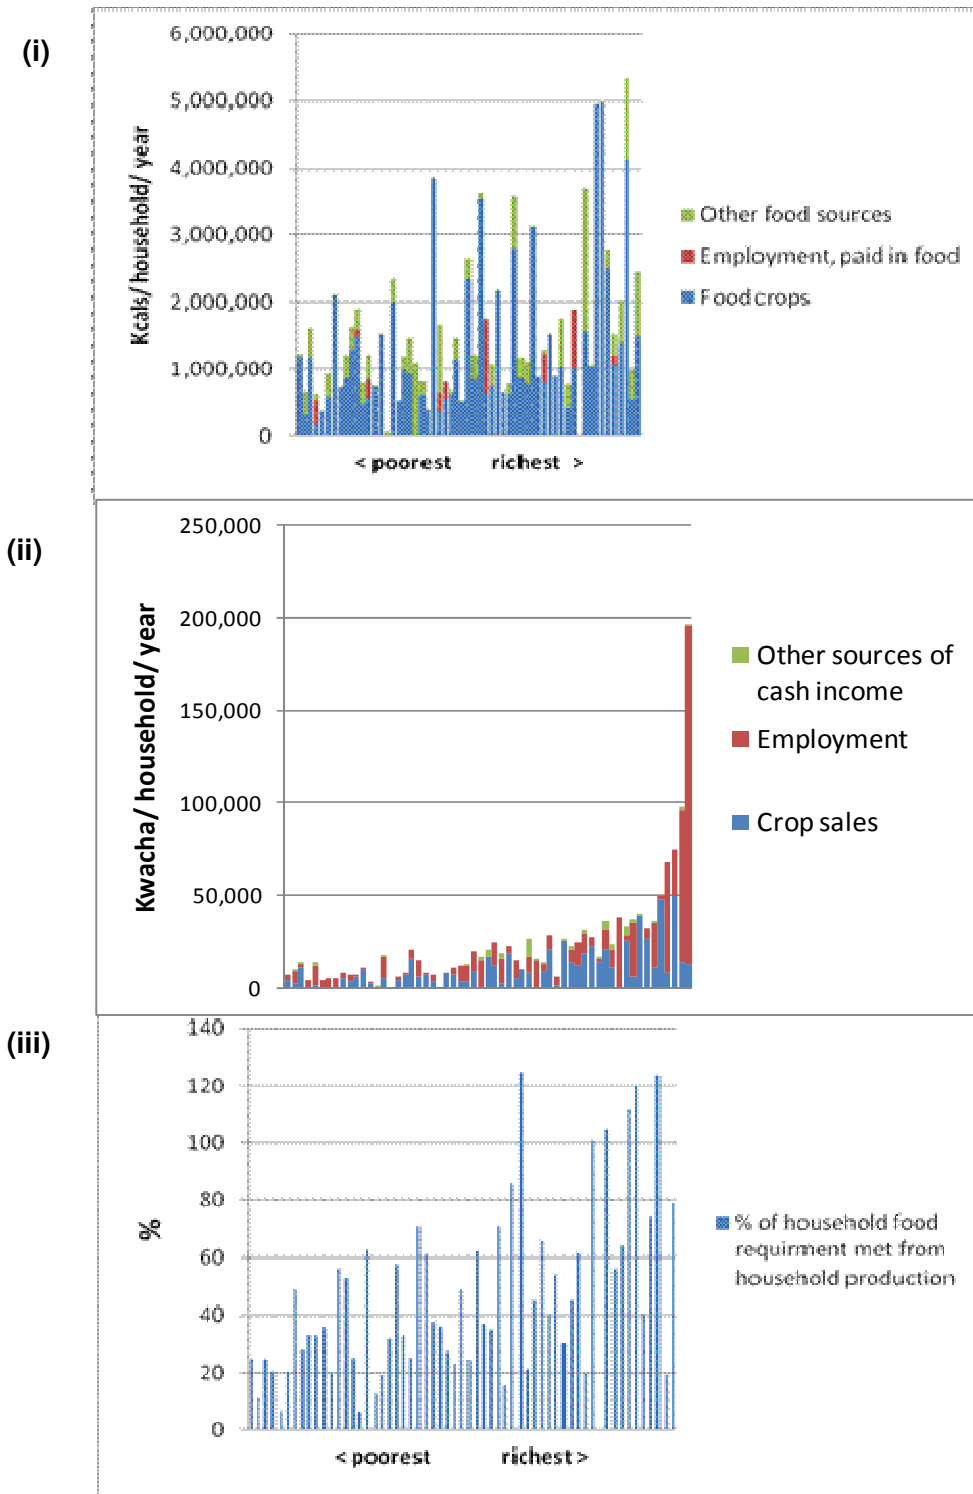 (i)
6,000,000
5,000,000
4,000,000
3,000,000
2,000,000
1,000,000
0
Kcals/household/year
Other food sources
Employment, paid in food
Food crops
< poorest richest >
(ii)
250,000
200,000
150,000
100,000
50,000
0
Kwacha/household/year
Other sources of
cash income
Employment
Crop sales
(iii)
140
120
100
80
60
40
20
0
%
% of household food
requirment met from
household production
< poorest richest >